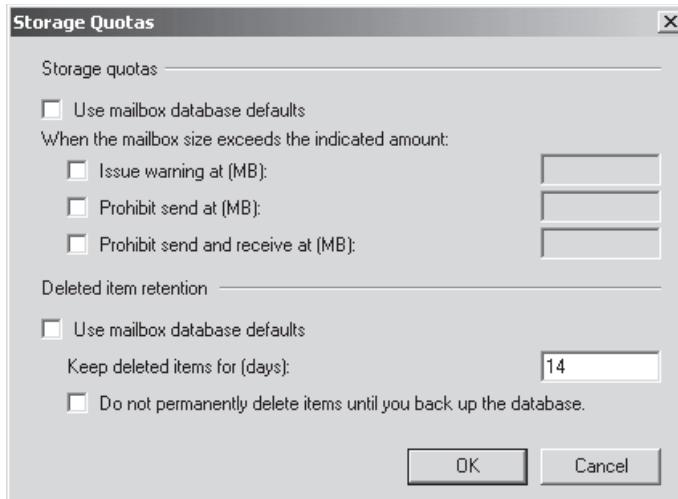 Storage Quotas
Storage quotas
Use mailbox database defaults
When the mailbox size exceeds the indicated amount:
Issue warning at (MB):
Prohibit send at (MB):
Prohibit send and receive at (MB):
Deleted item retention
Use mailbox database defaults
Keep deleted items for (days): 14
Do not permanently delete items until you back up the database.
OK Cancel